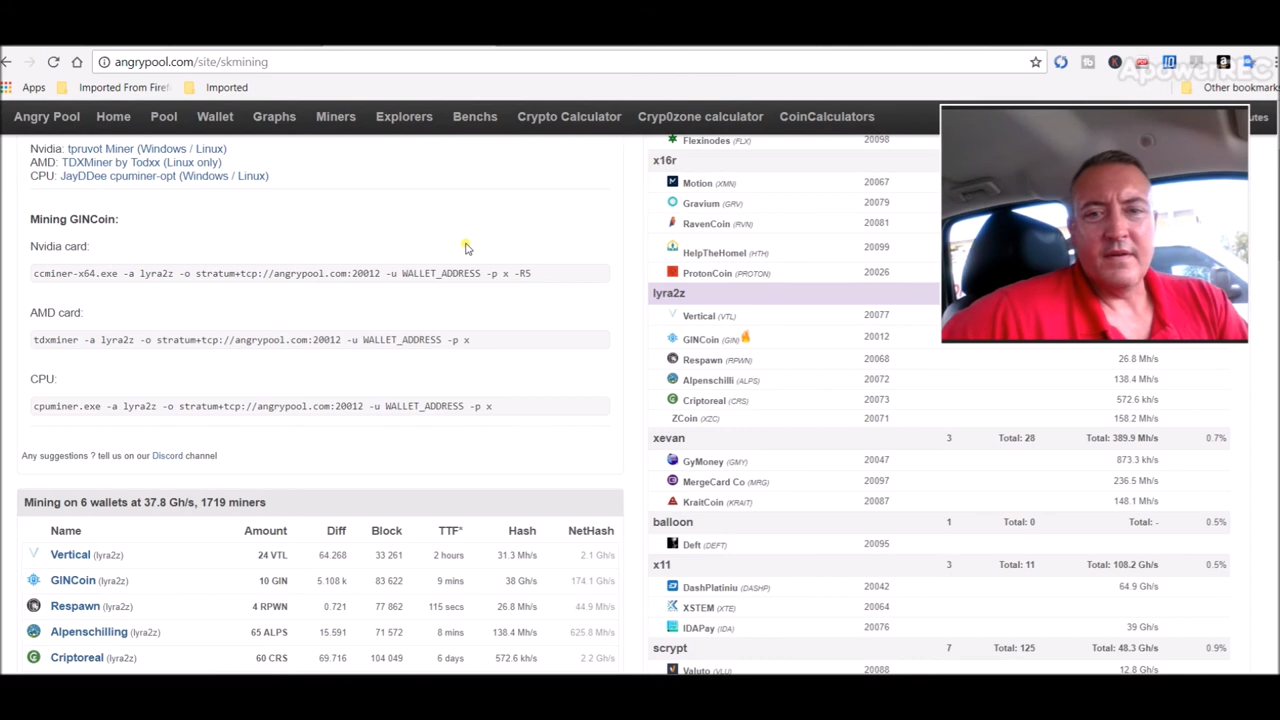 angrypool.com/site/skmining
ApowerREC
Apps Imported From Firef Imported Other bookmark
Angry Pool Home Pool Wallet Graphs Miners Explorers Benchs Crypto Calculator Cryp0zone calculator CoinCalculators utes
Nvidia: tpruvot Miner (Windows / Linux)
AMD: TDXMiner by Todxx (Linux only)
CPU: JayDDee cpuminer-opt (Windows / Linux)
Mining GINCoin:
Nvidia card:
ccminer-x64.exe -a lyra2z -o stratum+tcp://angrypool.com:20012 -u WALLET_ADDRESS -p x -R5
AMD card:
tdxminer -a lyra2z -o stratum+tcp://angrypool.com:20012 -u WALLET_ADDRESS -p x
CPU:
cpuminer.exe -a lyra2z -o stratum+tcp://angrypool.com:20012 -u WALLET_ADDRESS -p x
Any suggestions ? tell us on our Discord channel
Mining on 6 wallets at 37.8 Gh/s, 1719 miners
Name Amount Diff Block TTF* Hash NetHash
Vertical (lyra2z) 24 VTL 64.268 33 261 2 hours 31.3 Mh/s 2.1 Gh/s
GINCoin (lyra2z) 10 GIN 5.108 k 83 622 9 mins 38 Gh/s 174.1 Gh/s
Respawn (lyra2z) 4 RPWN 0.721 77 862 115 secs 26.8 Mh/s 44.9 Mh/s
Alpenschilling (lyra2z) 65 ALPS 15.591 71 572 8 mins 138.4 Mh/s 625.8 Mh/s
Criptoreal (lyra2z) 60 CRS 69.716 104 049 6 days 572.6 kh/s 2.2 Gh/s
Flexinodes (FLX) 20098
x16r
Motion (XMN) 20067
Gravium (GRV) 20079
RavenCoin (RVN) 20081
HelpTheHomel (HTH) 20099
ProtonCoin (PROTON) 20026
lyra2z
Vertical (VTL) 20077
GINCoin (GIN) 20012
Respawn (RPWN) 20068 26.8 Mh/s
Alpenschilli (ALPS) 20072 138.4 Mh/s
Criptoreal (CRS) 20073 572.6 kh/s
ZCoin (XZC) 20071 158.2 Mh/s
xevan 3 Total: 28 Total: 389.9 Mh/s 0.7%
GyMoney (GMY) 20047 873.3 kh/s
MergeCard Co (MRG) 20097 236.5 Mh/s
KraitCoin (KRAIT) 20087 148.1 Mh/s
balloon 1 Total: 0 Total: - 0.5%
Deft (DEFT) 20095
x11 3 Total: 11 Total: 108.2 Gh/s 0.5%
DashPlatiniu (DASHP) 20042 64.9 Gh/s
XSTEM (XTE) 20064
IDAPay (IDA) 20076 39 Gh/s
scrypt 7 Total: 125 Total: 48.3 Gh/s 0.9%
Valuto (VLU) 20088 12.8 Gh/s